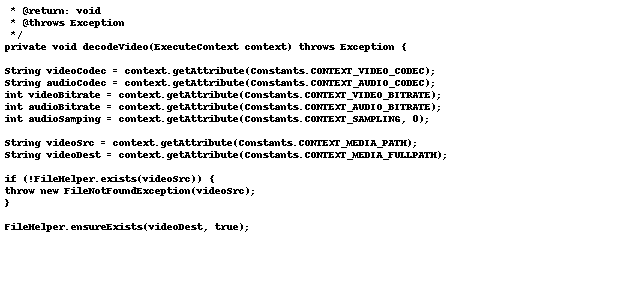 * @return: void
* @throws Exception
*/
private void decodeVideo(ExecuteContext context) throws Exception {
String videoCodec = context.getAttribute(Constants.CONTEXT_VIDEO_CODEC);
String audioCodec = context.getAttribute(Constants.CONTEXT_AUDIO_CODEC);
int videoBitrate = context.getAttribute(Constants.CONTEXT_VIDEO_BITRATE);
int audioBitrate = context.getAttribute(Constants.CONTEXT_AUDIO_BITRATE);
int audioSamping = context.getAttribute(Constants.CONTEXT_SAMPLING, 0);
String videoSrc = context.getAttribute(Constants.CONTEXT_MEDIA_PATH);
String videoDest = context.getAttribute(Constants.CONTEXT_MEDIA_FULLPATH);
if (!FileHelper.exists(videoSrc)) {
throw new FileNotFoundException(videoSrc);
}
FileHelper.ensureExists(videoDest, true);